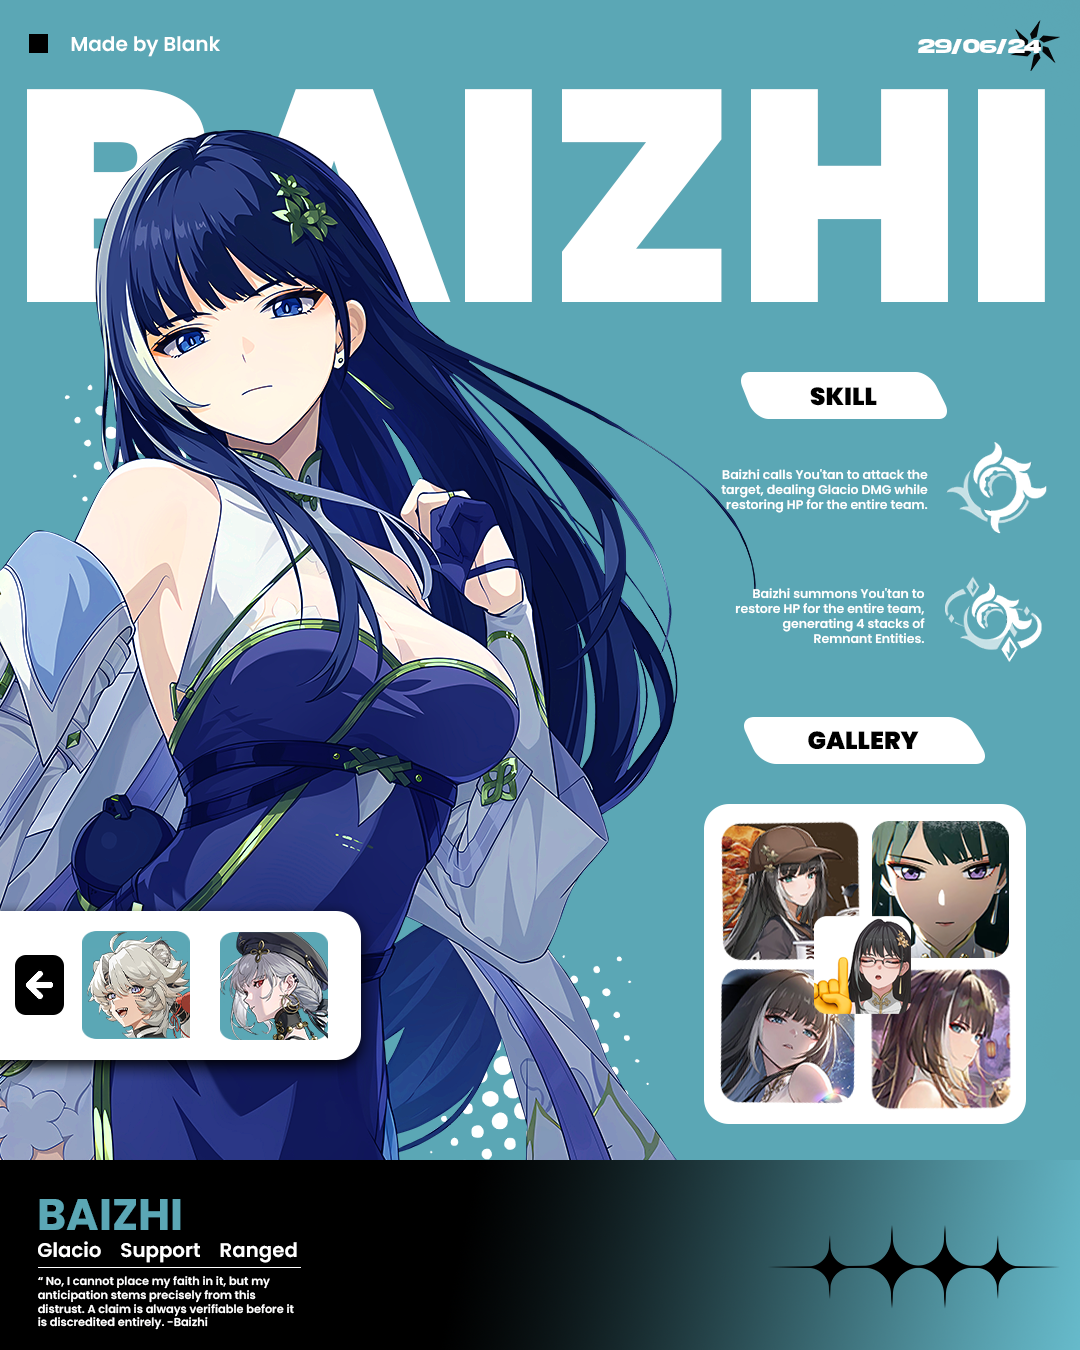 Made by Blank
29/06/24
BAIZHI
SKILL
Baizhi calls You'tan to attack the
target, dealing Glacio DMG while
restoring HP for the entire team.
Baizhi summons You'tan to
restore HP for the entire team,
generating 4 stacks of
Remnant Entities.
GALLERY
BAIZHI
Glacio Support Ranged
“ No, I cannot place my faith in it, but my
anticipation stems precisely from this
distrust. A claim is always verifiable before it
is discredited entirely. -Baizhi